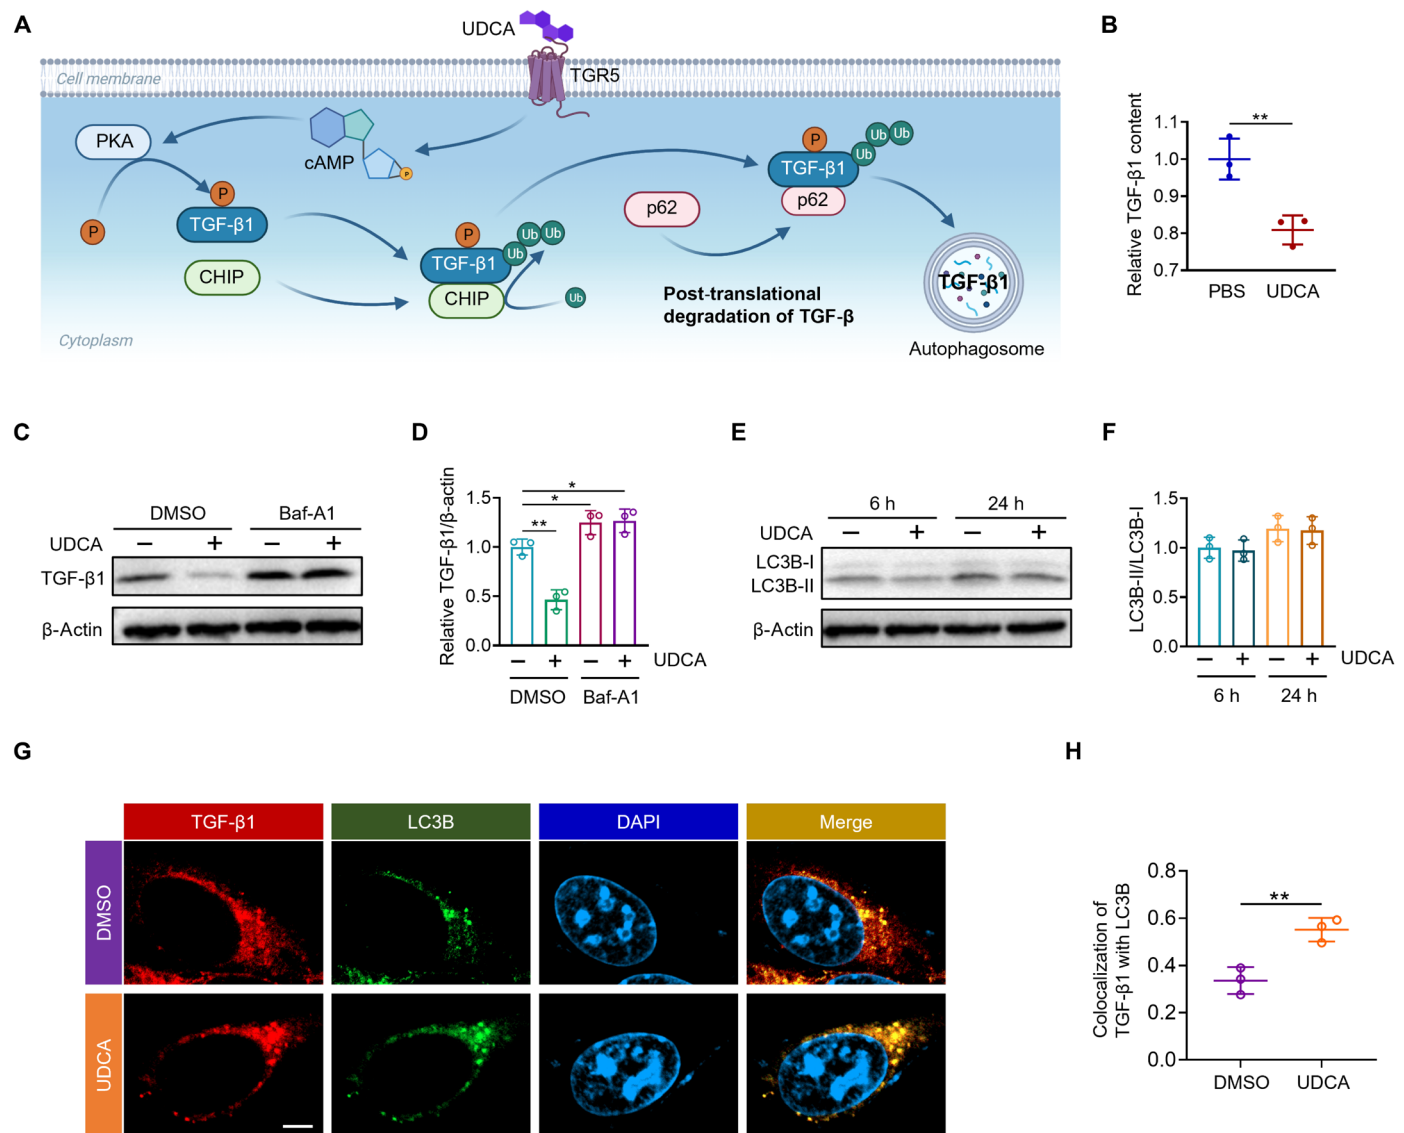 A
UDCA
TGR5
Cell membrane
PKA
cAMP
P
P
P
TGF-β1
CHIP
P
TGF-β1
CHIP
Ub
Ub
Ub
Ub
p62
P
TGF-β1
p62
Ub
Ub
Ub
Post-translational
degradation of TGF-β
TGF-β1
Autophagosome
Cytoplasm
B
Relative TGF-β1 content
1.1
1.0
0.9
0.8
0.7
**
PBS UDCA
C
DMSO Baf-A1
UDCA − + − +
TGF-β1
β-Actin
D
Relative TGF-β1/β-actin
1.5
1.0
0.5
0.0
*
*
**
− + − + UDCA
DMSO Baf-A1
E
6 h 24 h
UDCA − + − +
LC3B-I
LC3B-II
β-Actin
F
LC3B-II/LC3B-I
1.5
1.0
0.5
0.0
− + − + UDCA
6 h 24 h
G
TGF-β1 LC3B DAPI Merge
DMSO
UDCA
H
Colocalization of
TGF-β1 with LC3B
0.8
0.6
0.4
0.2
0.0
**
DMSO UDCA